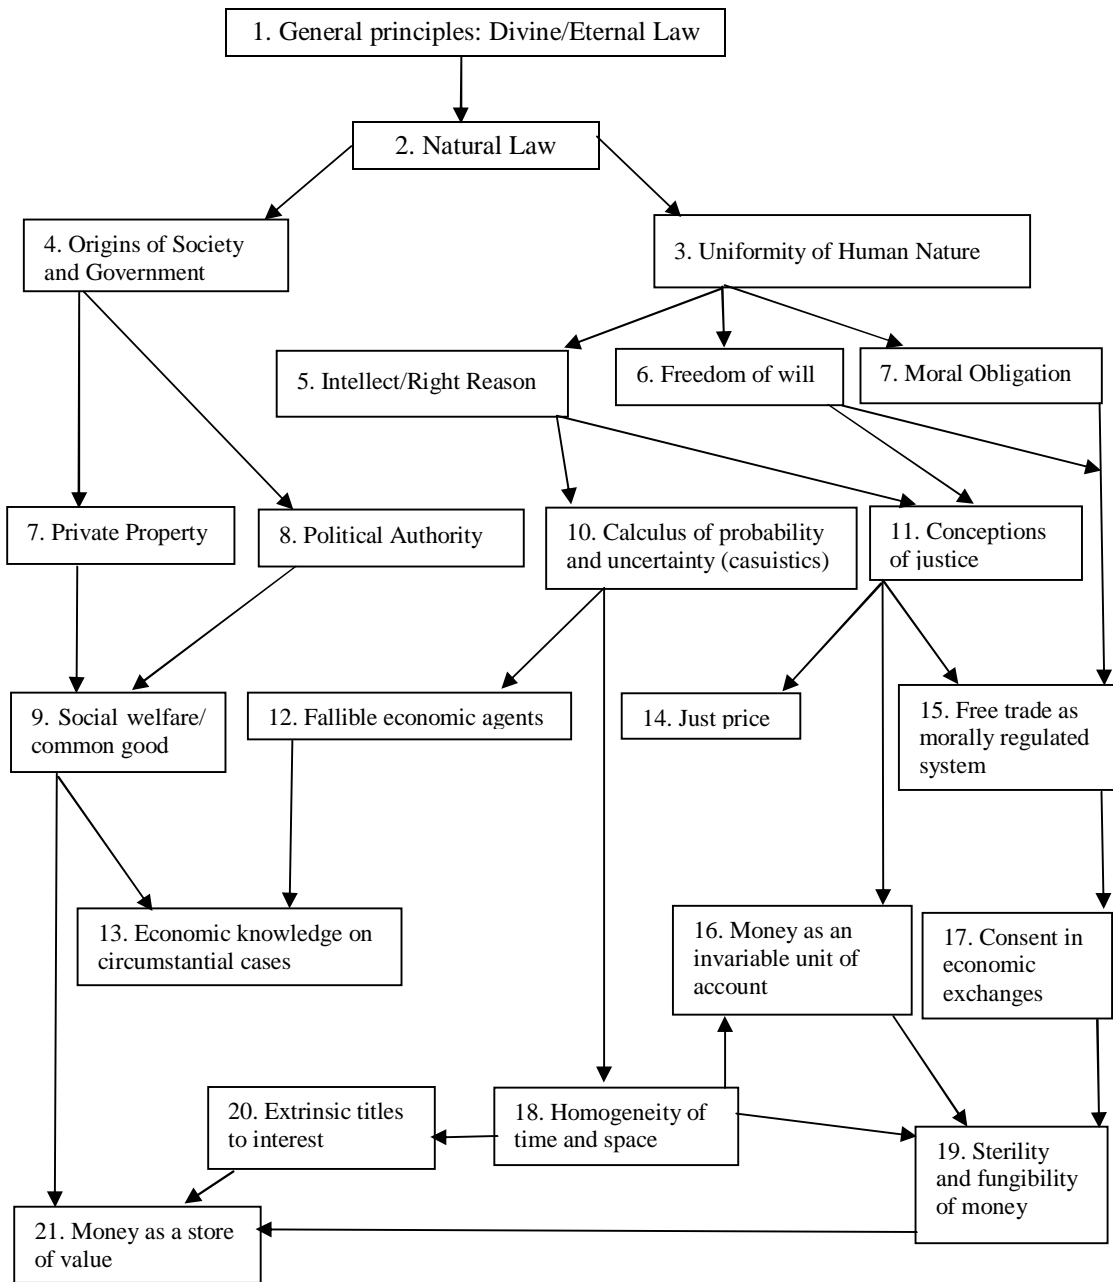 1. General principles: Divine/Eternal Law
2. Natural Law
4. Origins of Society
and Government
3. Uniformity of Human Nature
5. Intellect/Right Reason
6. Freedom of will
7. Moral Obligation
7. Private Property
8. Political Authority
10. Calculus of probability
and uncertainty (casuistics)
11. Conceptions
of justice
9. Social welfare/
common good
12. Fallible economic agents
14. Just price
15. Free trade as
morally regulated
system
13. Economic knowledge on
circumstantial cases
16. Money as an
invariable unit of
account
17. Consent in
economic
exchanges
20. Extrinsic titles
to interest
18. Homogeneity of
time and space
19. Sterility
and fungibility
of money
21. Money as a store
of value